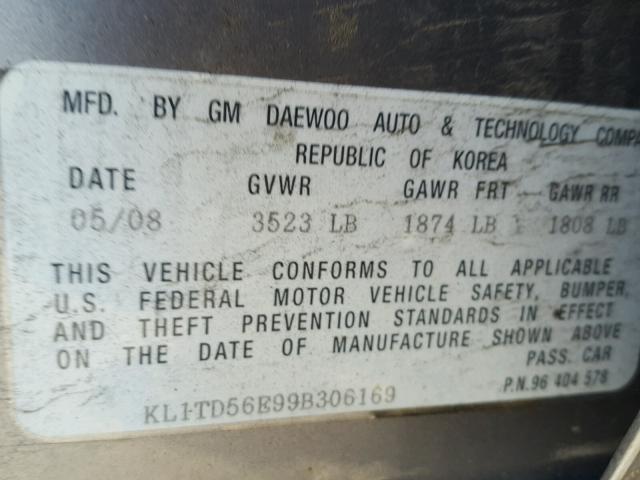 MFD. BY GM DAEWOO AUTO & TECHNOLOGY COMPA
REPUBLIC OF KOREA
DATE GVWR GAWR FRT GAWR RR
05/08 3523 LB 1874 LB 1808 LB
THIS VEHICLE CONFORMS TO ALL APPLICABLE
U.S. FEDERAL MOTOR VEHICLE SAFETY, BUMPER,
AND THEFT PREVENTION STANDARDS IN EFFECT
ON THE DATE OF MANUFACTURE SHOWN ABOVE
PASS. CAR
P.N. 96 404 578
KL1TD56E99B306169